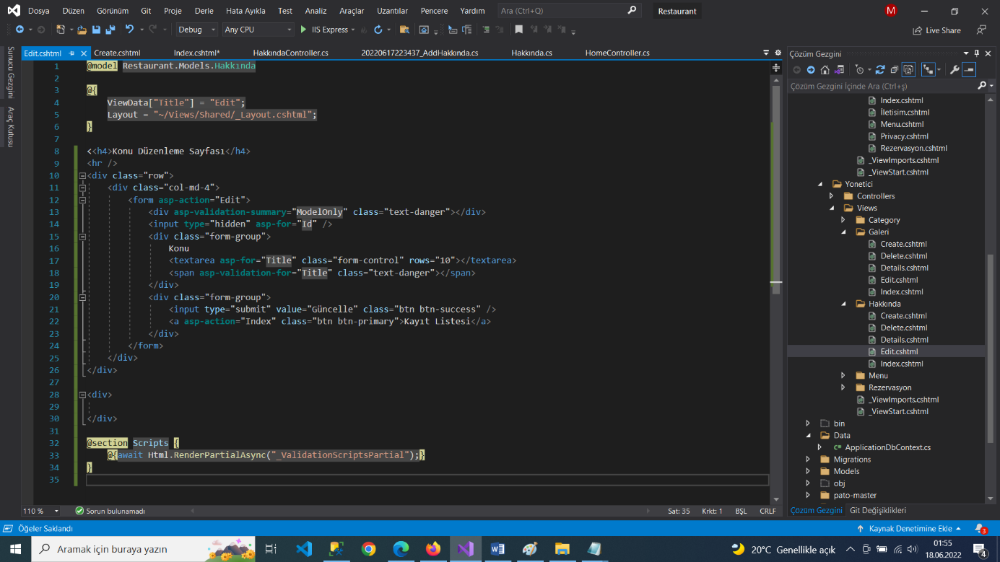 Dosya Düzen Görünüm Git Proje Derle Hata Ayıkla Test Analiz Araçlar Uzantılar Pencere Yardım Ara (Ctrl+Q) Restaurant M
Debug Any CPU IIS Express Live Share
Edit.cshtml Create.cshtml Index.cshtml* HakkındaController.cs 20220617223437_AddHakkında.cs Hakkında.cs HomeController.cs
Sunucu Gezgini
Araç Kutusu
1 @model Restaurant.Models.Hakkında
2
3 @{
4 ViewData["Title"] = "Edit";
5 Layout = "~/Views/Shared/_Layout.cshtml";
6 }
7
8 <<h4>Konu Düzenleme Sayfası</h4>
9 <hr />
10 <div class="row">
11 <div class="col-md-4">
12 <form asp-action="Edit">
13 <div asp-validation-summary="ModelOnly" class="text-danger"></div>
14 <input type="hidden" asp-for="Id" />
15 <div class="form-group">
16 Konu
17 <textarea asp-for="Title" class="form-control" rows="10"></textarea>
18 <span asp-validation-for="Title" class="text-danger"></span>
19 </div>
20 <div class="form-group">
21 <input type="submit" value="Güncelle" class="btn btn-success" />
22 <a asp-action="Index" class="btn btn-primary">Kayıt Listesi</a>
23 </div>
24 </form>
25 </div>
26 </div>
27
28 <div>
29
30 </div>
31
32 @section Scripts {
33 @{await Html.RenderPartialAsync("_ValidationScriptsPartial");}
34 }
35
110 % Sorun bulunamadı Sat: 35 Krkt: 1 BŞL CRLF
Çözüm Gezgini
Çözüm Gezgini İçinde Ara (Ctrl+ş)
Index.cshtml
İletisim.cshtml
Menu.cshtml
Privacy.cshtml
Rezervasyon.cshtml
_ViewImports.cshtml
_ViewStart.cshtml
Yonetici
Controllers
Views
Category
Galeri
Create.cshtml
Delete.cshtml
Details.cshtml
Edit.cshtml
Index.cshtml
Hakkında
Create.cshtml
Delete.cshtml
Details.cshtml
Edit.cshtml
Index.cshtml
Menu
Rezervasyon
_ViewImports.cshtml
_ViewStart.cshtml
bin
Data
C# ApplicationDbContext.cs
Migrations
Models
obj
pato-master
Çözüm Gezgini Git Değişiklikleri
Öğeler Saklandı Kaynak Denetimine Ekle 3
Aramak için buraya yazın 20°C Genellikle açık 01:55
18.06.2022 4